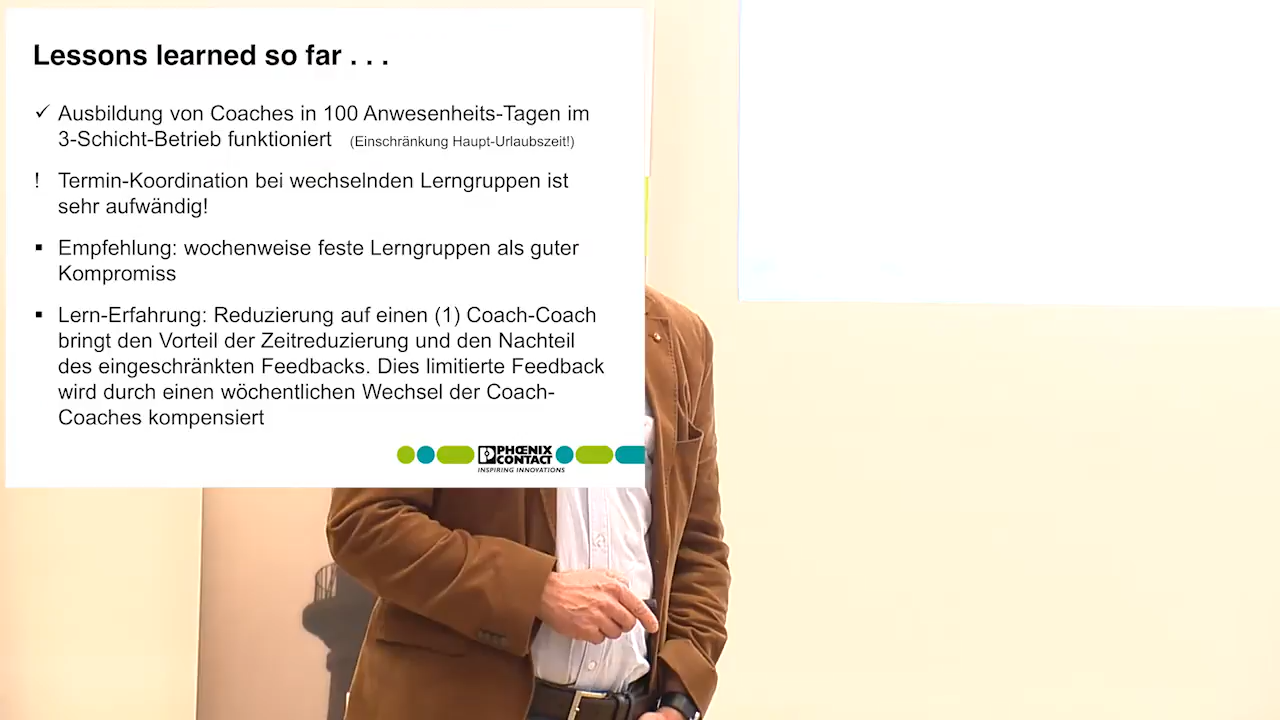 Lessons learned so far . . .
✓ Ausbildung von Coaches in 100 Anwesenheits-Tagen im
3-Schicht-Betrieb funktioniert (Einschränkung Haupt-Urlaubszeit!)
! Termin-Koordination bei wechselnden Lerngruppen ist
sehr aufwändig!
▪ Empfehlung: wochenweise feste Lerngruppen als guter
Kompromiss
▪ Lern-Erfahrung: Reduzierung auf einen (1) Coach-Coach
bringt den Vorteil der Zeitreduzierung und den Nachteil
des eingeschränkten Feedbacks. Dies limitierte Feedback
wird durch einen wöchentlichen Wechsel der Coach-
Coaches kompensiert
PHŒNIX
CONTACT
INSPIRING INNOVATIONS